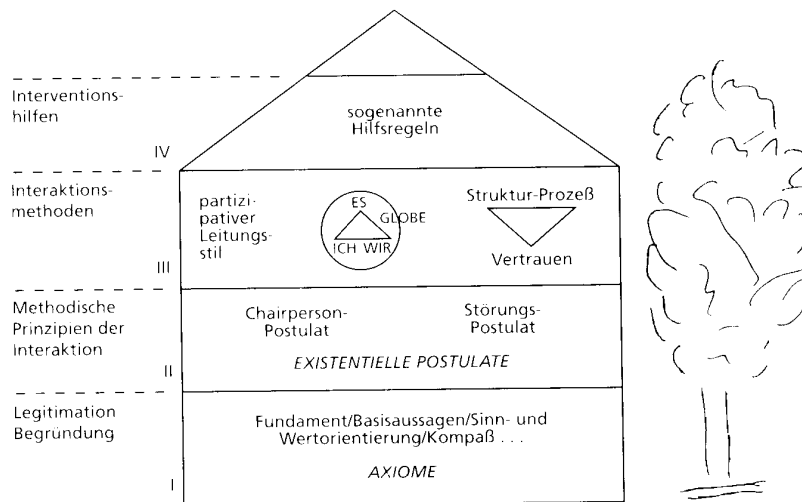 Interventions-
hilfen
IV
sogenannte
Hilfsregeln
Interaktions-
methoden
III
partizi-
pativer
Leitungs-
stil
ES
GLOBE
ICH WIR
Struktur-Prozeß
Vertrauen
Methodische
Prinzipien der
Interaktion
II
Chairperson-
Postulat
Störungs-
Postulat
EXISTENTIELLE POSTULATE
Legitimation
Begründung
I
Fundament/Basisaussagen/Sinn- und
Wertorientierung/Kompaß . . .
AXIOME